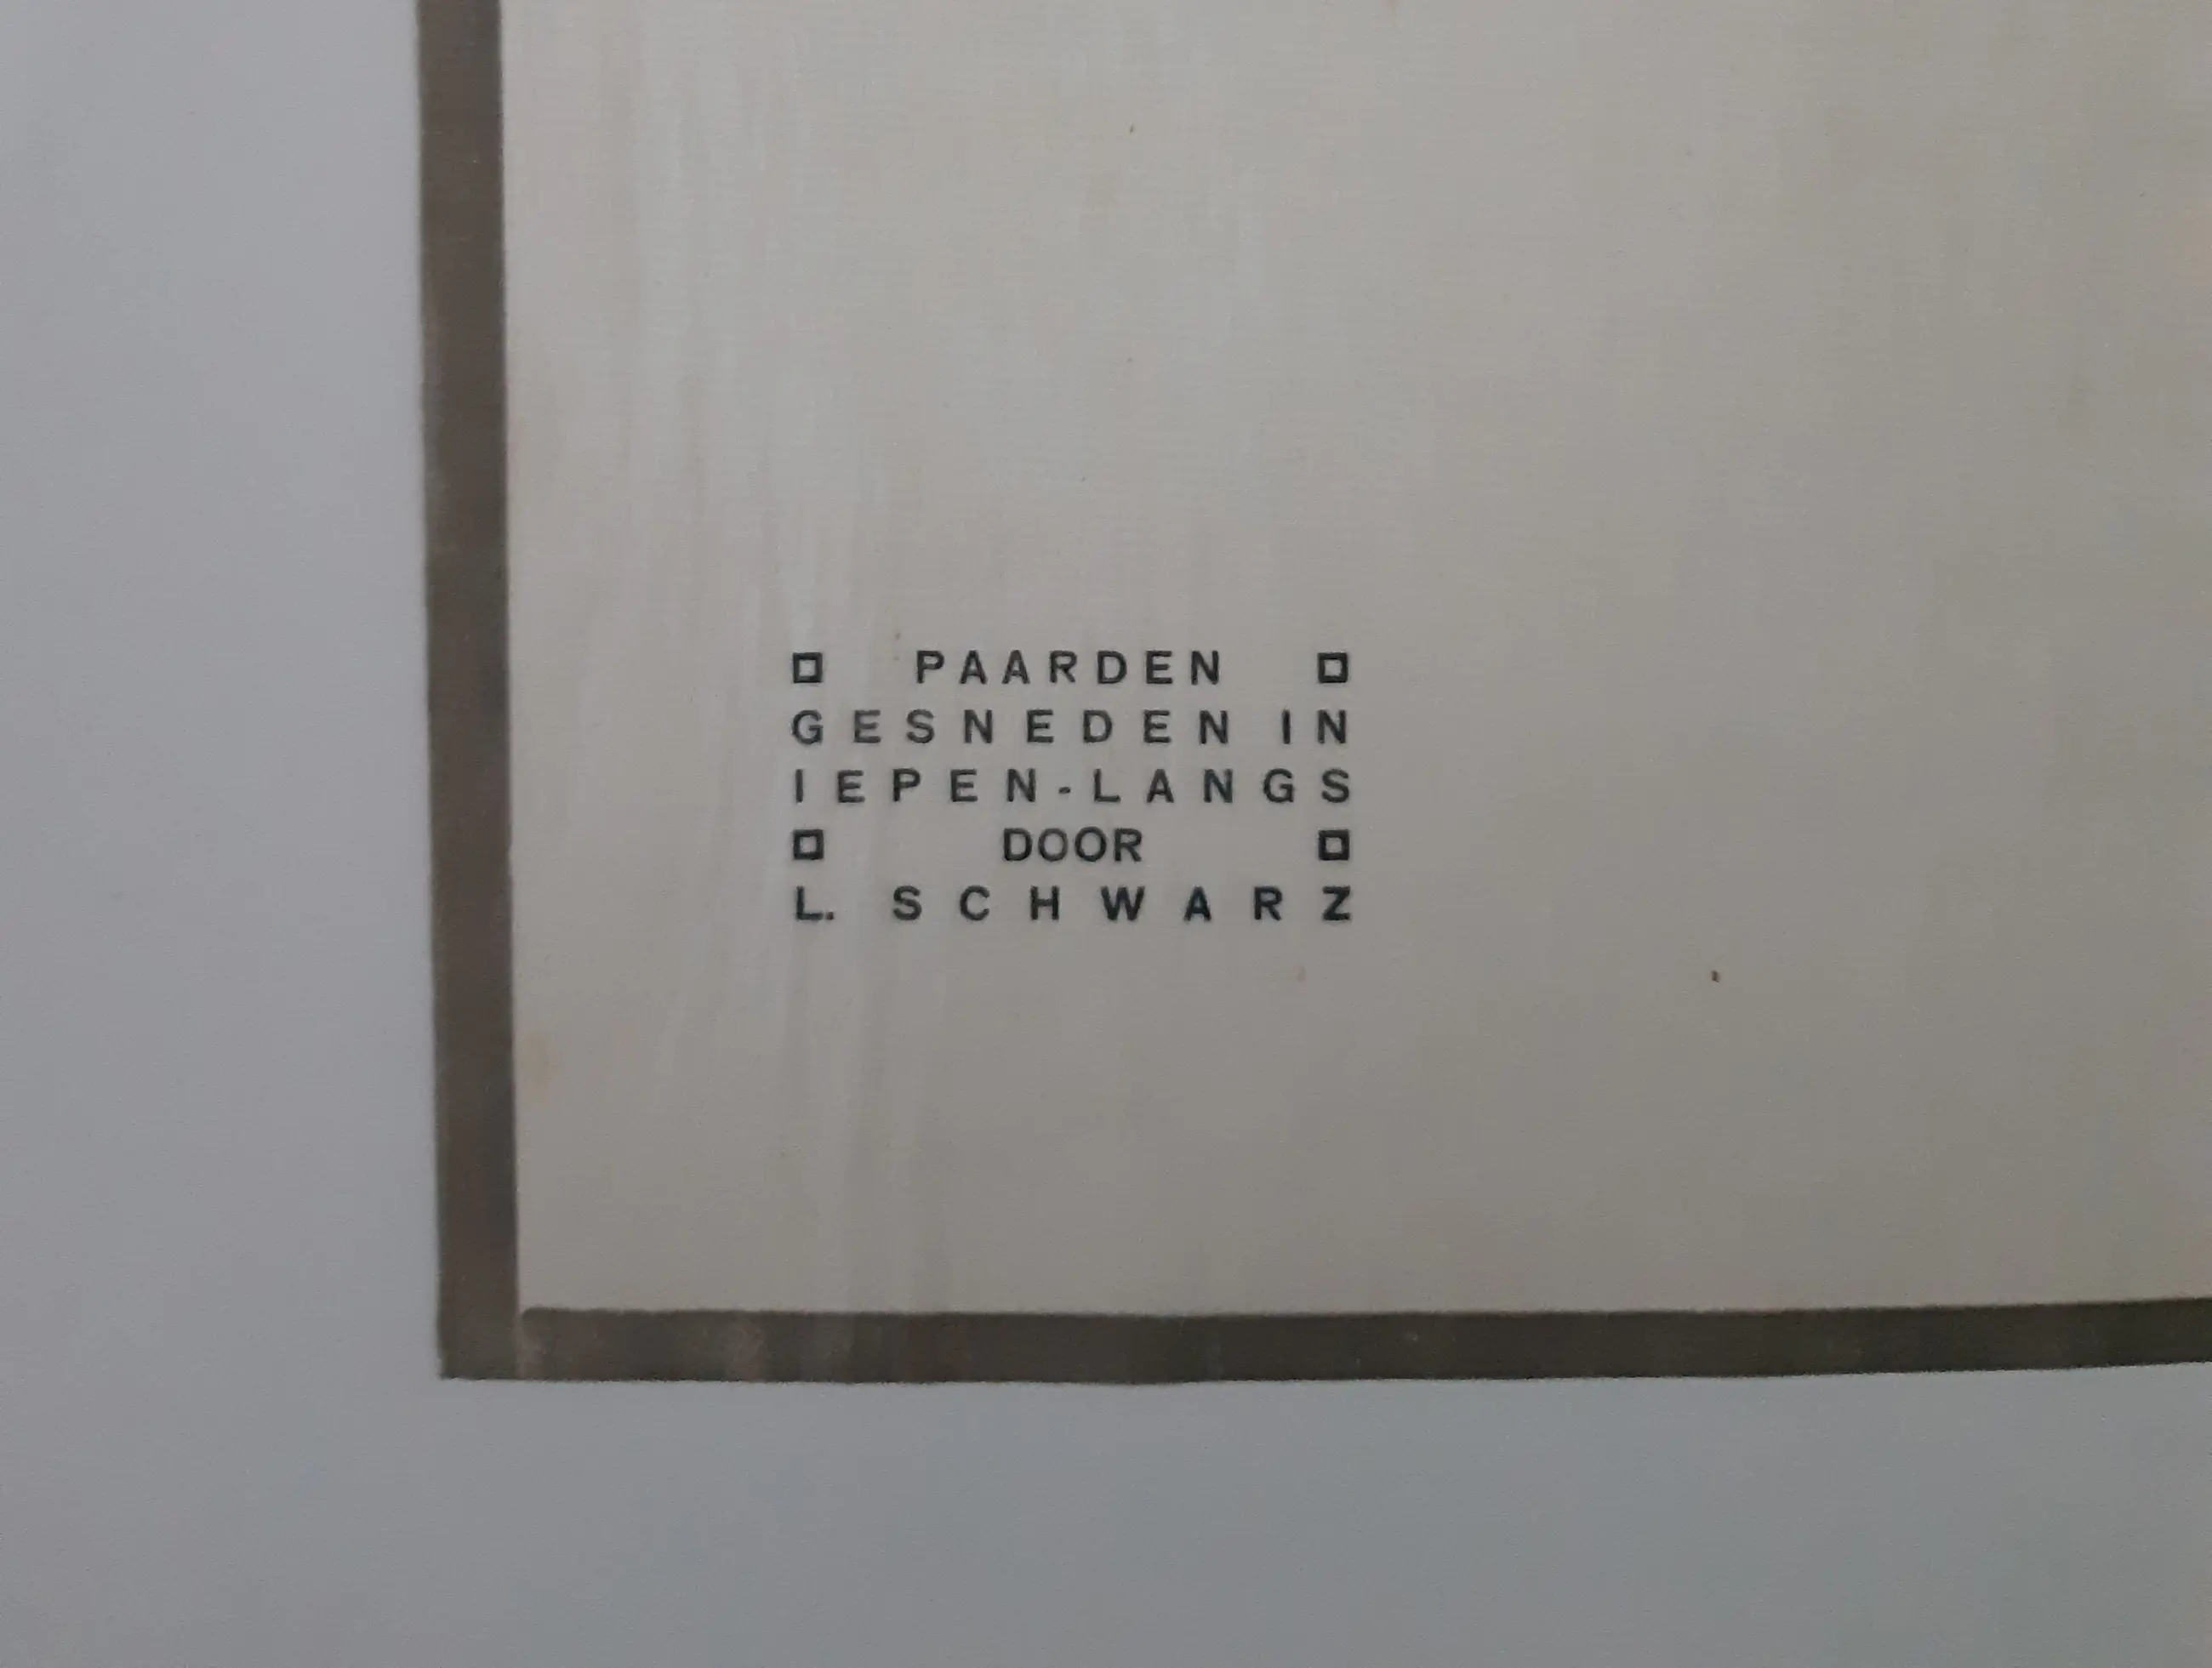 PAARDEN
GESNEDEN IN
IEPEN-LANGS
DOOR
L. SCHWARZ